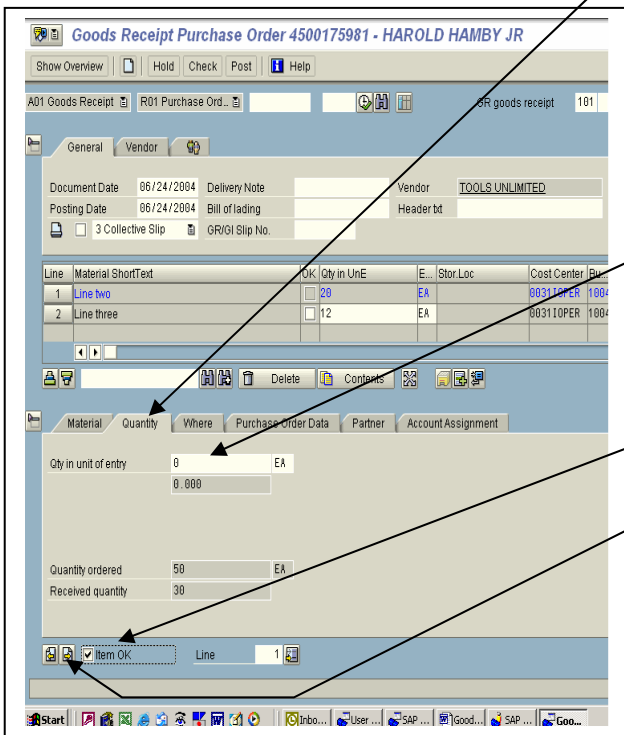 Goods Receipt Purchase Order 4500175981 - HAROLD HAMBY JR
Show Overview Hold Check Post Help
A01 Goods Receipt R01 Purchase Ord.. GR goods receipt 101
General Vendor
Document Date 06/24/2004 Delivery Note Vendor TOOLS UNLIMITED
Posting Date 06/24/2004 Bill of lading Header txt
3 Collective Slip GR/GI Slip No.
Line Material ShortText OK Qty in UnE E... Stor.Loc Cost Center Bu...
1 Line two 20 EA 0031IOPER 1004
2 Line three 12 EA 0031IOPER 1004
Delete Contents
Material Quantity Where Purchase Order Data Partner Account Assignment
Qty in unit of entry 0 EA
0.000
Quantity ordered 50 EA
Received quantity 30
Item OK Line 1
Start Inbo... User ... SAP ... Good... SAP ... Goo...